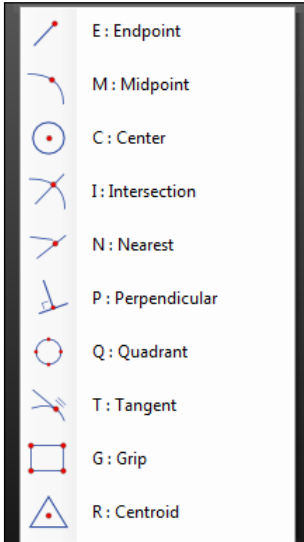 E : Endpoint
M : Midpoint
C : Center
I : Intersection
N : Nearest
P : Perpendicular
Q : Quadrant
T : Tangent
G : Grip
R : Centroid